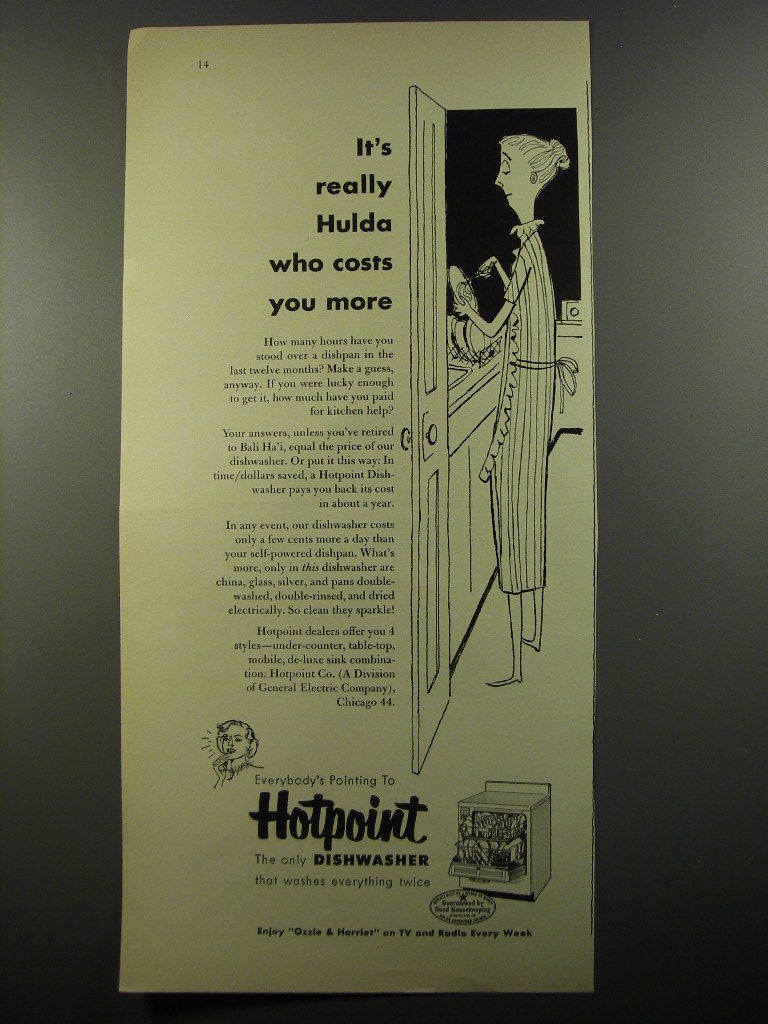 14
It's
really
Hulda
who costs
you more
How many hours have you
stood over a dishpan in the
last twelve months? Make a guess,
anyway. If you were lucky enough
to get it, how much have you paid
for kitchen help?
Your answers, unless you've retired
to Bali Ha'i, equal the price of our
dishwasher. Or put it this way: In
time/dollars saved, a Hotpoint Dish-
washer pays you back its cost
in about a year.
In any event, our dishwasher costs
only a few cents more a day than
your self-powered dishpan. What's
more, only in this dishwasher are
china, glass, silver, and pans double-
washed, double-rinsed, and dried
electrically. So clean they sparkle!
Hotpoint dealers offer you 4
styles—under-counter, table-top,
mobile, de-luxe sink combina-
tion. Hotpoint Co. (A Division
of General Electric Company),
Chicago 44.
Everybody's Pointing To
Hotpoint
The only DISHWASHER
that washes everything twice
Guaranteed by
Good Housekeeping
Enjoy "Ozzie & Harriet" on TV and Radio Every Week